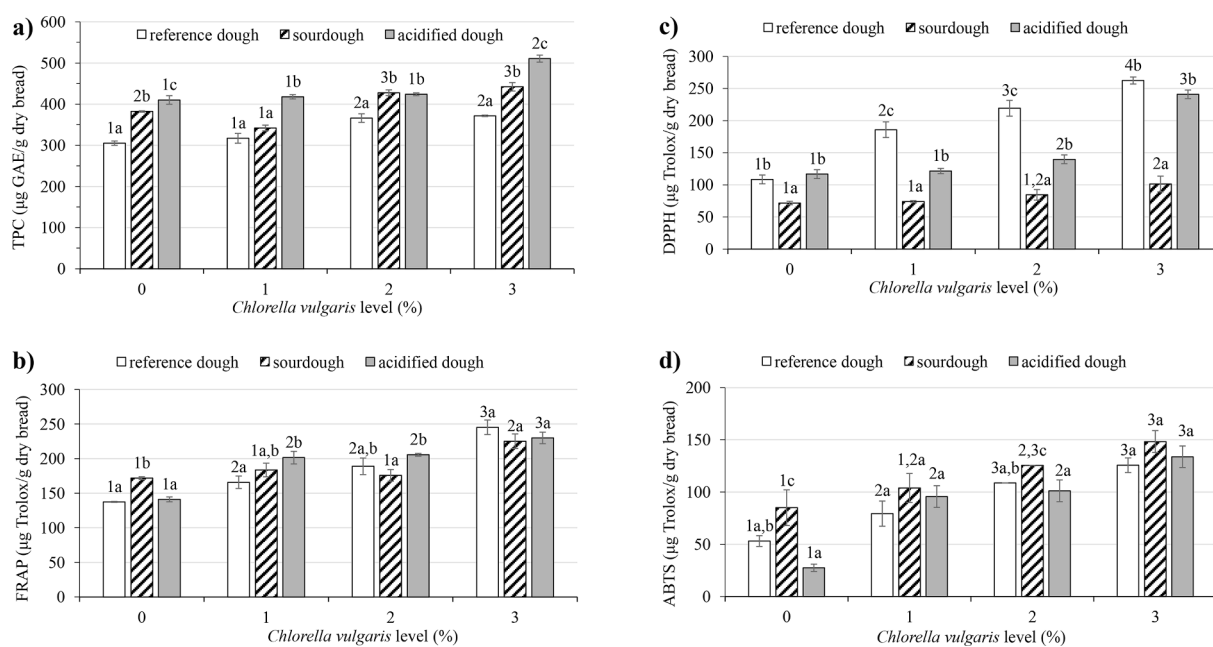 a)
reference dough sourdough acidified dough
TPC (µg GAE/g dry bread)
600
500
400
300
200
100
0
1a 2b 1c
1a 1a 1b
2a 3b 1b
2a 3b 2c
0 1 2 3
Chlorella vulgaris level (%)
c)
reference dough sourdough acidified dough
DPPH (µg Trolox/g dry bread)
300
250
200
150
100
50
0
1b 1a 1b
2c 1a 1b
3c 1,2a 2b
4b 2a 3b
0 1 2 3
Chlorella vulgaris level (%)
b)
reference dough sourdough acidified dough
FRAP (µg Trolox/g dry bread)
300
250
200
150
100
50
0
1a 1b 1a
2a 1a,b 2b
2a,b 1a 2b
3a 2a 3a
0 1 2 3
Chlorella vulgaris level (%)
d)
reference dough sourdough acidified dough
ABTS (µg Trolox/g dry bread)
200
150
100
50
0
1a,b 1c 1a
2a 1,2a 2a
3a,b 2,3c 2a
3a 3a 3a
0 1 2 3
Chlorella vulgaris level (%)